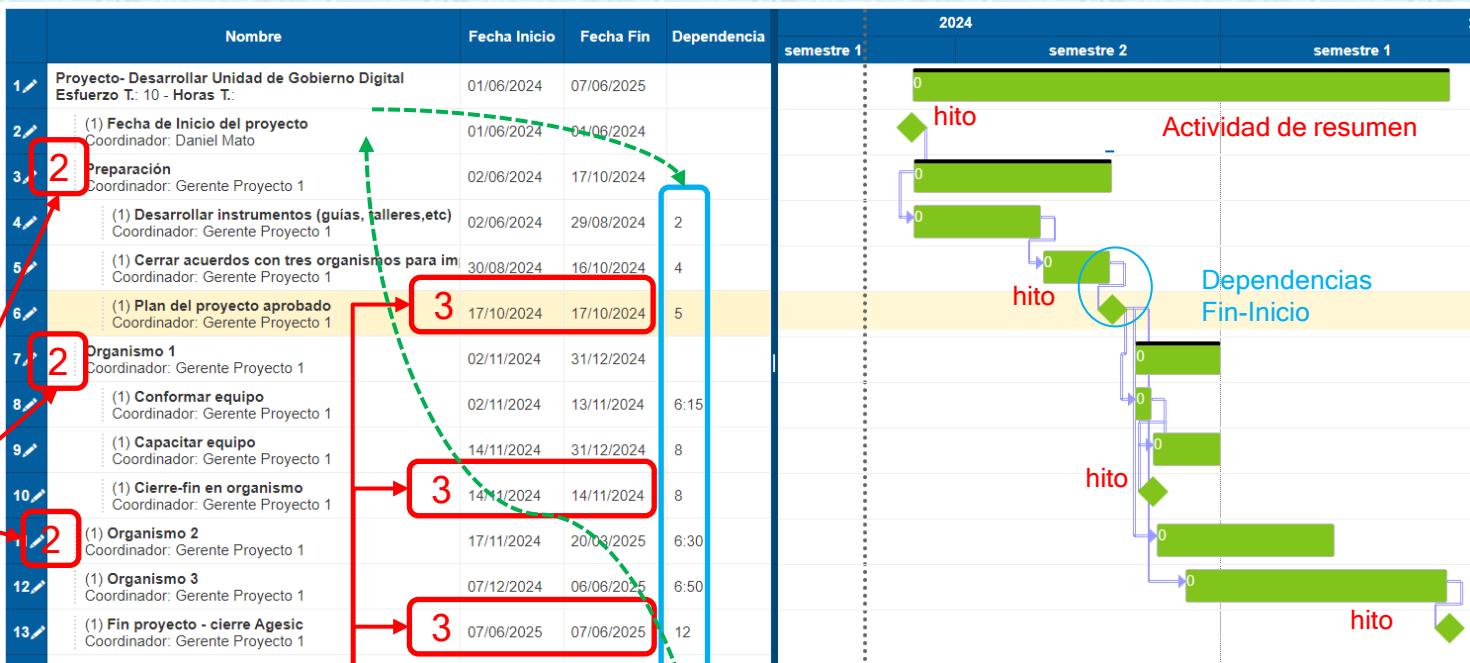 Nombre Fecha Inicio Fecha Fin Dependencia
2024
semestre 1 semestre 2 semestre 1
1 Proyecto- Desarrollar Unidad de Gobierno Digital 01/06/2024 07/06/2025 0
Esfuerzo T.: 10 - Horas T.:
2 (1) Fecha de Inicio del proyecto 01/06/2024 01/06/2024 hito
Coordinador: Daniel Mato
Actividad de resumen
3 2 Preparación 02/06/2024 17/10/2024 0
Coordinador: Gerente Proyecto 1
4 (1) Desarrollar instrumentos (guías, talleres,etc) 02/06/2024 29/08/2024 2 0
Coordinador: Gerente Proyecto 1
5 (1) Cerrar acuerdos con tres organismos para im 30/08/2024 16/10/2024 4 0
Coordinador: Gerente Proyecto 1
hito
Dependencias
Fin-Inicio
6 (1) Plan del proyecto aprobado 3 17/10/2024 17/10/2024 5
Coordinador: Gerente Proyecto 1
7 2 Organismo 1 02/11/2024 31/12/2024 0
Coordinador: Gerente Proyecto 1
8 (1) Conformar equipo 02/11/2024 13/11/2024 6:15 0
Coordinador: Gerente Proyecto 1
9 (1) Capacitar equipo 14/11/2024 31/12/2024 8 0
Coordinador: Gerente Proyecto 1
10 (1) Cierre-fin en organismo 3 14/11/2024 14/11/2024 8 hito
Coordinador: Gerente Proyecto 1
2 (1) Organismo 2 17/11/2024 20/03/2025 6:30 0
Coordinador: Gerente Proyecto 1
12 (1) Organismo 3 07/12/2024 06/06/2025 6:50 0
Coordinador: Gerente Proyecto 1
13 (1) Fin proyecto - cierre Agesic 3 07/06/2025 07/06/2025 12 hito
Coordinador: Gerente Proyecto 1